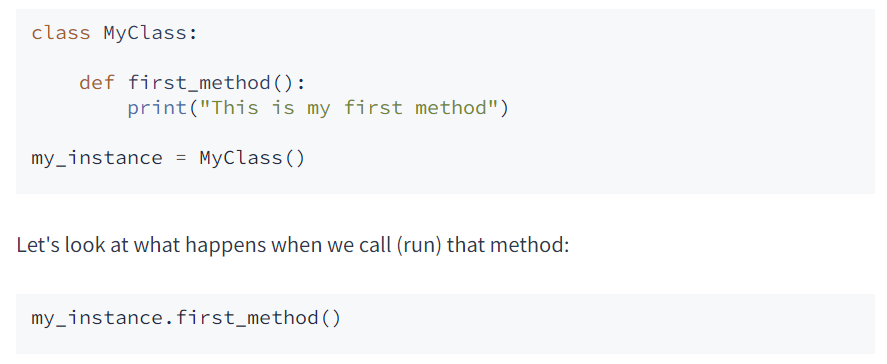 class MyClass:
    def first_method():
        print("This is my first method")
my_instance = MyClass()
Let's look at what happens when we call (run) that method:
my_instance.first_method()